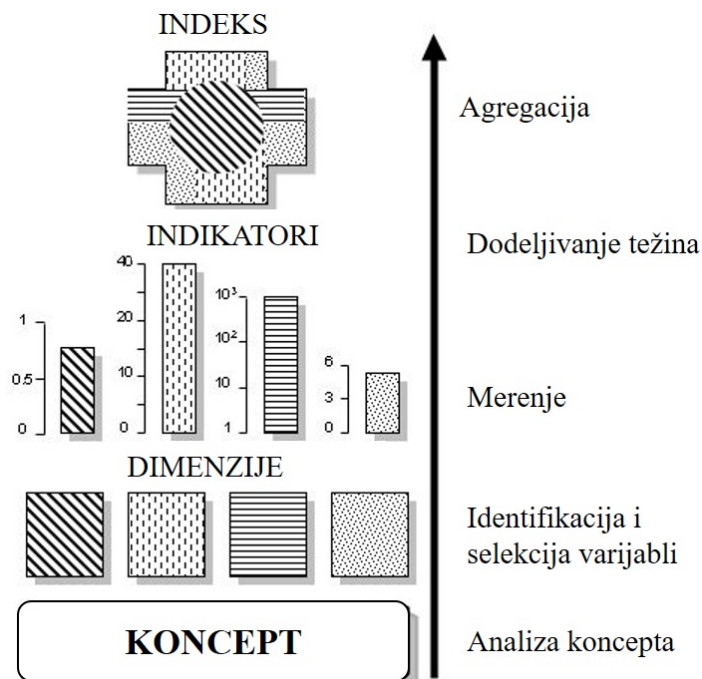 INDEKS
Agregacija
INDIKATORI
Dodeljivanje težina
1
0.5
0
40
20
10
0
10³
10²
10
1
6
3
0
Merenje
DIMENZIJE
Identifikacija i
selekcija varijabli
KONCEPT
Analiza koncepta